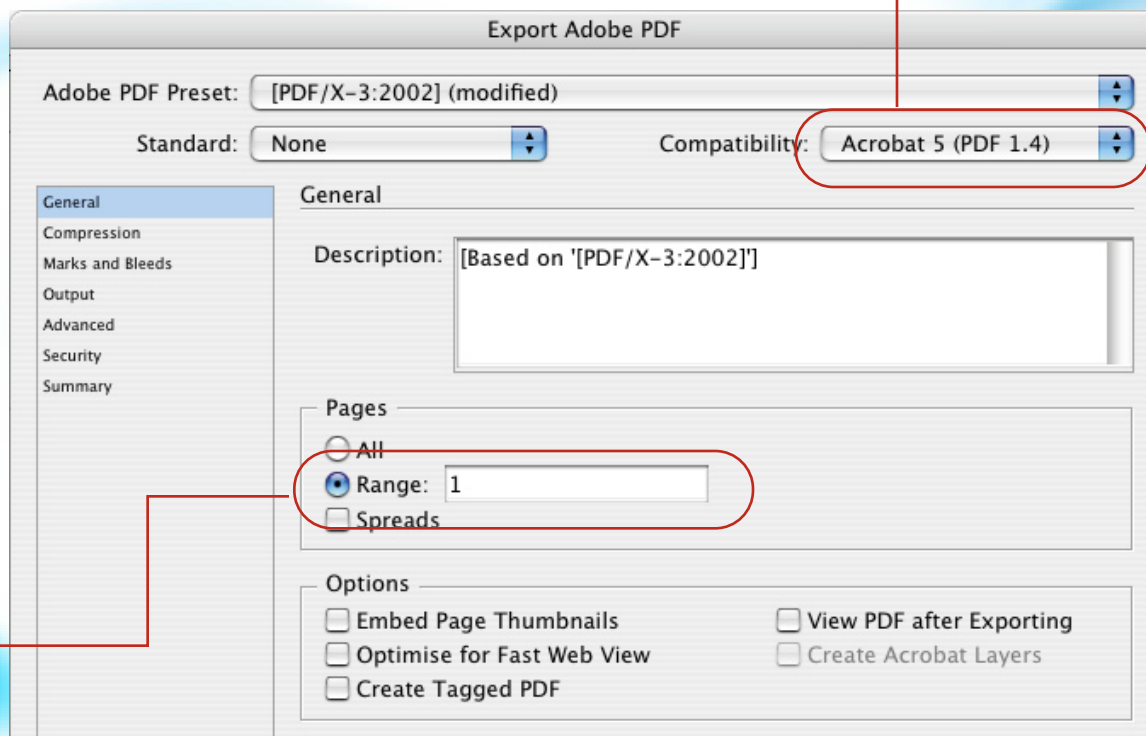 Export Adobe PDF
Adobe PDF Preset: [PDF/X-3:2002] (modified)
Standard: None Compatibility: Acrobat 5 (PDF 1.4)
General
Compression
Marks and Bleeds
Output
Advanced
Security
Summary
General
Description: [Based on '[PDF/X-3:2002]']
Pages
All
Range: 1
Spreads
Options
Embed Page Thumbnails View PDF after Exporting
Optimise for Fast Web View Create Acrobat Layers
Create Tagged PDF